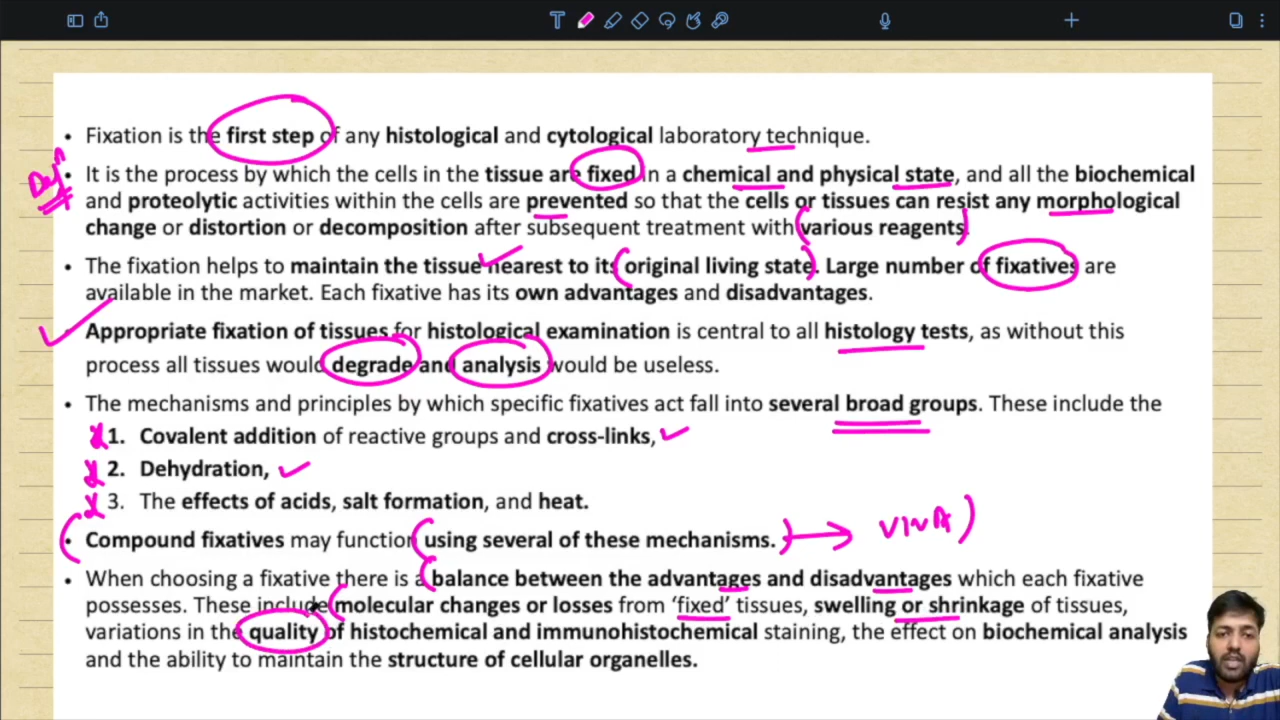 • Fixation is the first step of any histological and cytological laboratory technique.
Defn
• It is the process by which the cells in the tissue are fixed in a chemical and physical state, and all the biochemical
and proteolytic activities within the cells are prevented so that the cells or tissues can resist any morphological
change or distortion or decomposition after subsequent treatment with various reagents.
• The fixation helps to maintain the tissue nearest to its original living state. Large number of fixatives are
available in the market. Each fixative has its own advantages and disadvantages.
• Appropriate fixation of tissues for histological examination is central to all histology tests, as without this
process all tissues would degrade and analysis would be useless.
• The mechanisms and principles by which specific fixatives act fall into several broad groups. These include the
1. Covalent addition of reactive groups and cross-links,
2. Dehydration,
3. The effects of acids, salt formation, and heat.
• Compound fixatives may function using several of these mechanisms.
• When choosing a fixative there is a balance between the advantages and disadvantages which each fixative
possesses. These include molecular changes or losses from ‘fixed’ tissues, swelling or shrinkage of tissues,
variations in the quality of histochemical and immunohistochemical staining, the effect on biochemical analysis
and the ability to maintain the structure of cellular organelles.